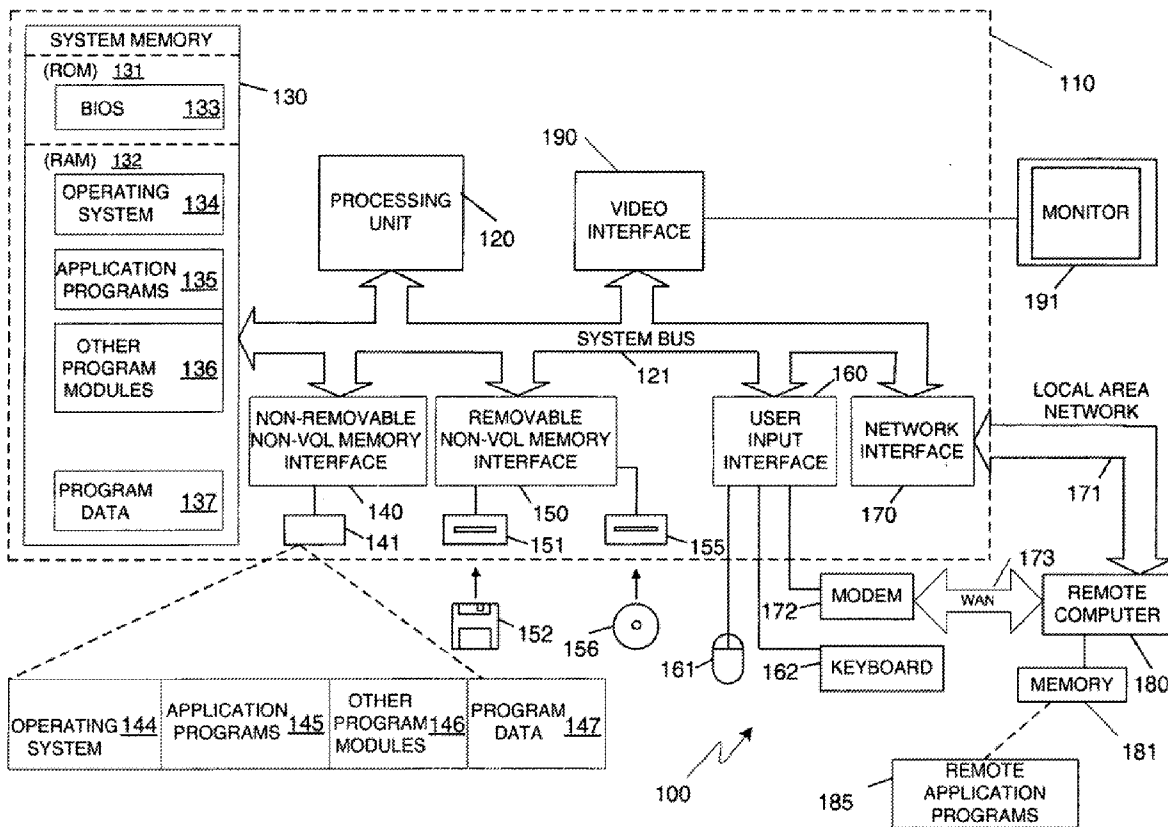 SYSTEM MEMORY
(ROM) 131
BIOS 133
130
(RAM) 132
OPERATING
SYSTEM 134
APPLICATION
PROGRAMS 135
OTHER
PROGRAM
MODULES 136
PROGRAM
DATA 137
PROCESSING
UNIT
120
190
VIDEO
INTERFACE
110
MONITOR
191
SYSTEM BUS
121
NON-REMOVABLE
NON-VOL MEMORY
INTERFACE
140
141
REMOVABLE
NON-VOL MEMORY
INTERFACE
150
151
155
160
USER
INPUT
INTERFACE
NETWORK
INTERFACE
170
LOCAL AREA
NETWORK
171
152
156
161
172
MODEM
173
WAN
REMOTE
COMPUTER
180
162
KEYBOARD
MEMORY
181
OPERATING
SYSTEM 144
APPLICATION
PROGRAMS 145
OTHER
PROGRAM
MODULES 146
PROGRAM
DATA 147
100
185
REMOTE
APPLICATION
PROGRAMS